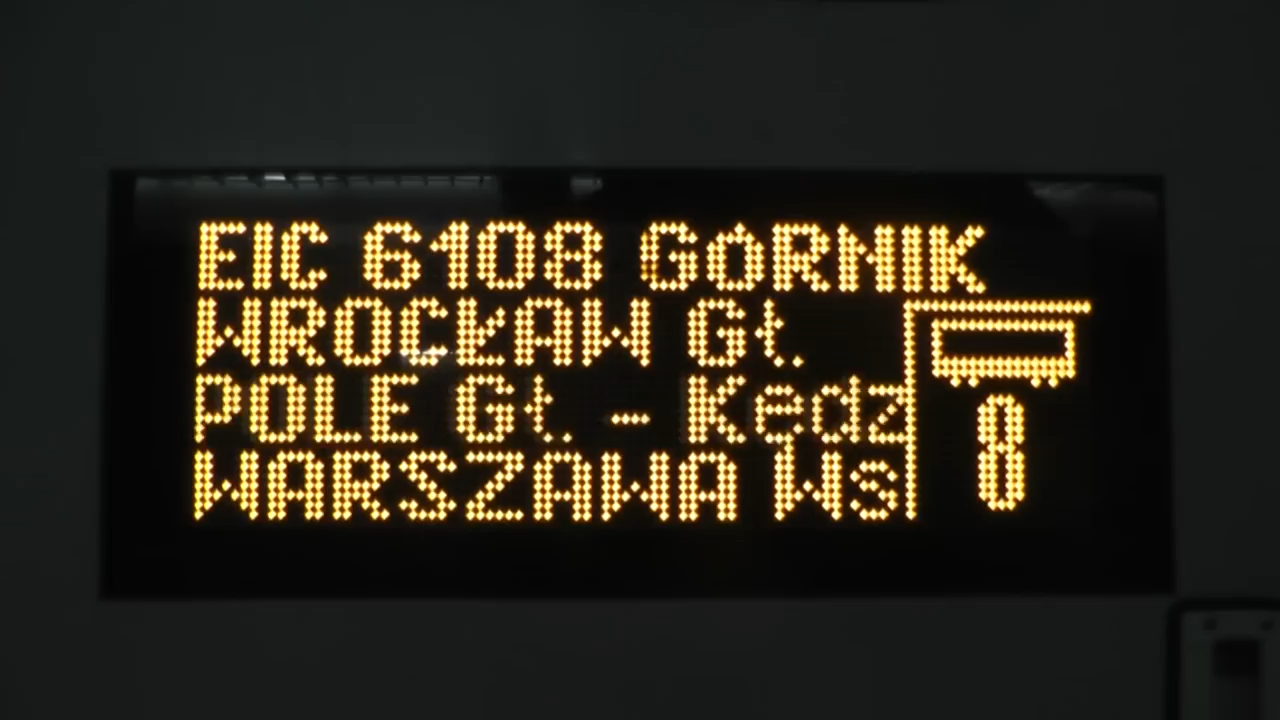 EIC 6108 GÓRNIK
WROCŁAW Gł.
POLE Gł. - Kędz
WARSZAWA Ws
8